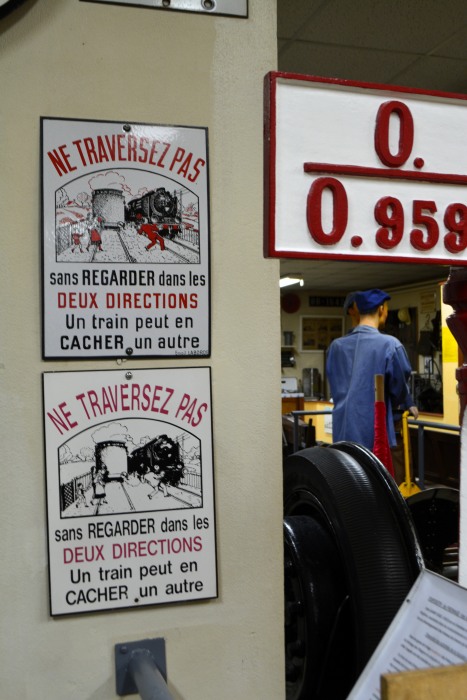 NE TRAVERSEZ PAS
sans REGARDER dans les
DEUX DIRECTIONS
Un train peut en
CACHER un autre
NE TRAVERSEZ PAS
sans REGARDER dans les
DEUX DIRECTIONS
Un train peut en
CACHER un autre
0.
0.959